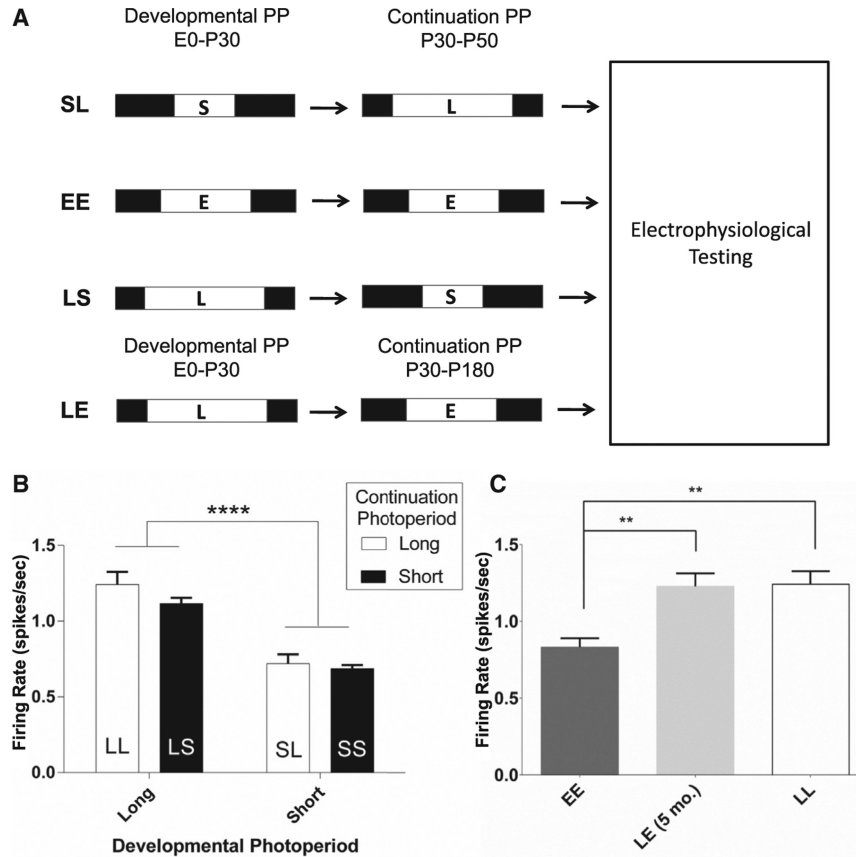 A
Developmental PP
E0-P30
Continuation PP
P30-P50
SL
S
L
EE
E
E
LS
L
S
Developmental PP
E0-P30
Continuation PP
P30-P180
LE
L
E
Electrophysiological
Testing
B
****
Continuation
Photoperiod
Long
Short
Firing Rate (spikes/sec)
1.5
1.0
0.5
0.0
LL
LS
SL
SS
Long
Short
Developmental Photoperiod
C
**
**
Firing Rate (spikes/sec)
1.5
1.0
0.5
0.0
EE
LE (5 mo.)
LL